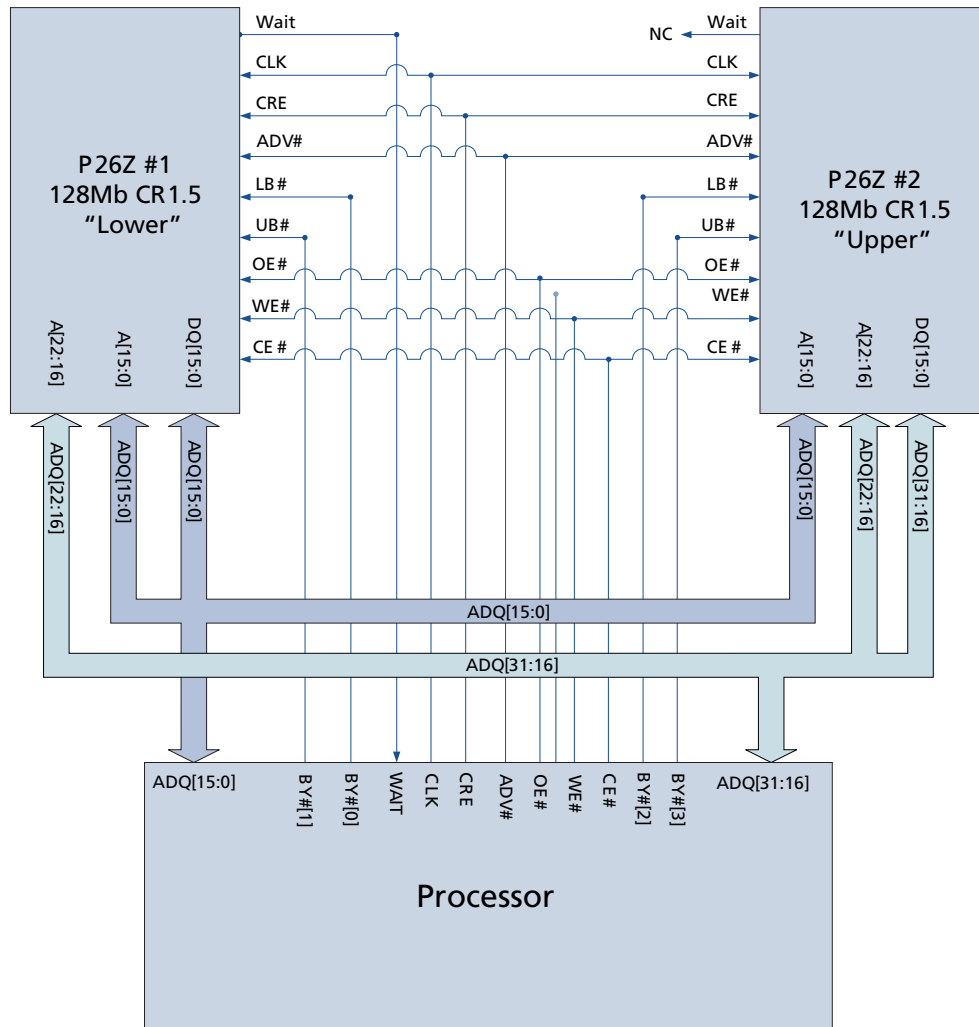 Wait
CLK
CRE
ADV#
LB#
UB#
OE#
WE#
CE#
P26Z #1
128Mb CR1.5
“Lower”
A[22:16]
A[15:0]
DQ[15:0]
NC
Wait
CLK
CRE
ADV#
LB#
UB#
OE#
WE#
CE#
P26Z #2
128Mb CR1.5
“Upper”
A[15:0]
A[22:16]
DQ[15:0]
ADQ[22:16]
ADQ[15:0]
ADQ[15:0]
ADQ[15:0]
ADQ[22:16]
ADQ[31:16]
ADQ[15:0]
ADQ[31:16]
ADQ[15:0]
BY#[1]
BY#[0]
WAIT
CLK
CRE
ADV#
OE#
WE#
CE#
BY#[2]
BY#[3]
ADQ[31:16]
Processor